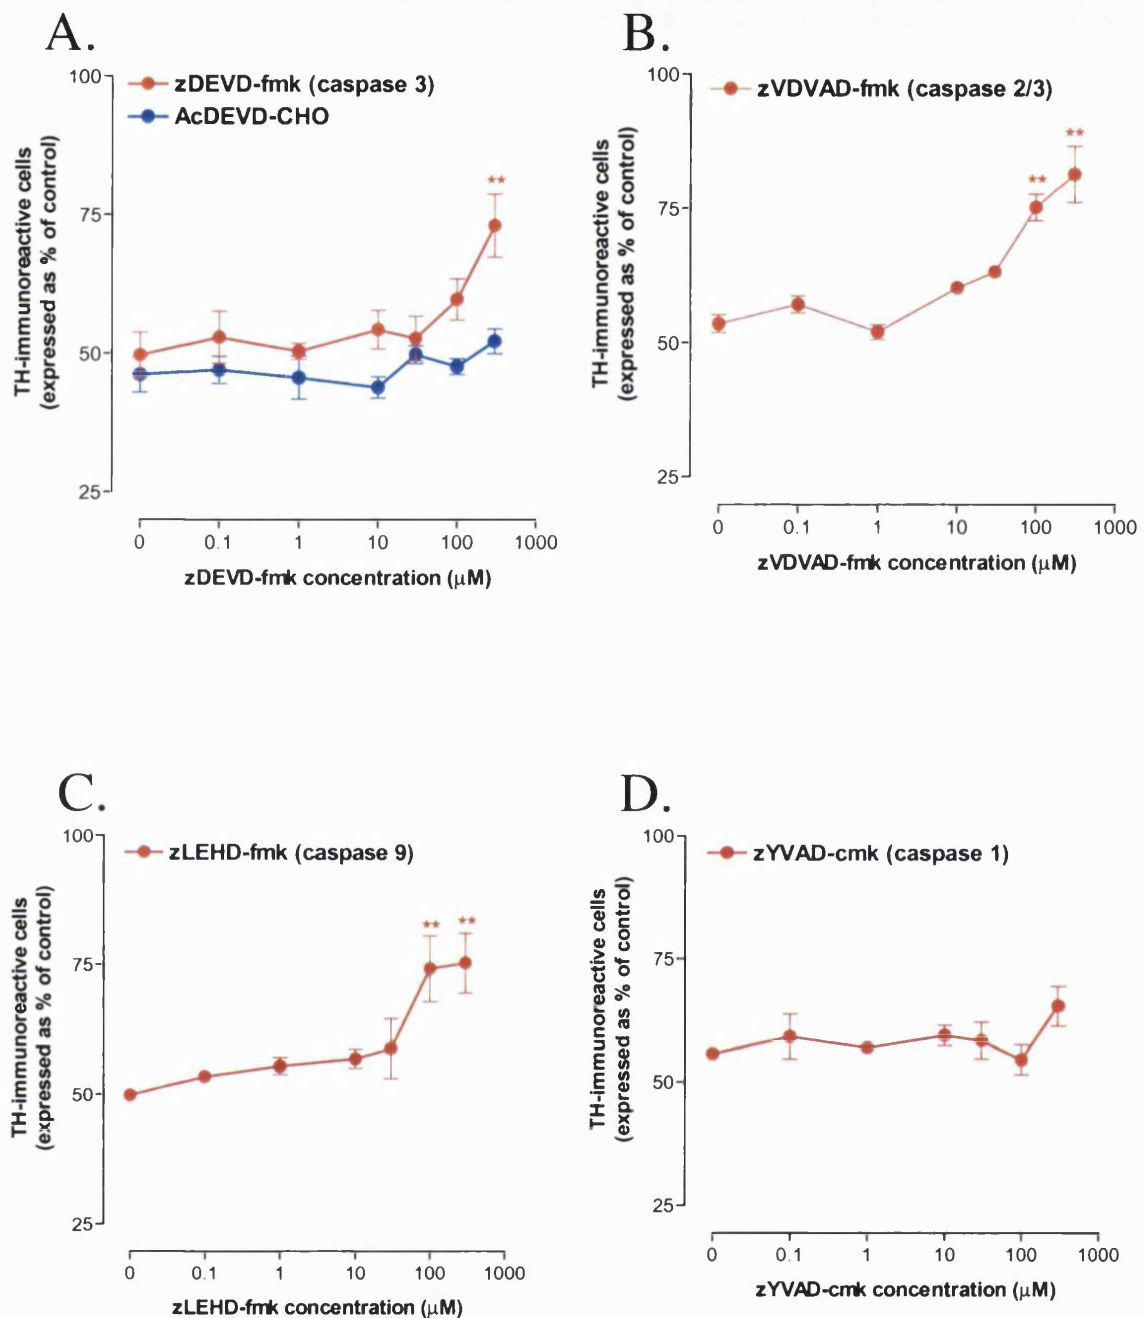 A.
100
zDEVD-fmk (caspase 3)
AcDEVD-CHO
**
75
50
25
TH-immunoreactive cells
(expressed as % of control)
0 0.1 1 10 100 1000
zDEVD-fmk concentration (μM)
B.
100
zVDVAD-fmk (caspase 2/3)
**
**
75
50
25
TH-immunoreactive cells
(expressed as % of control)
0 0.1 1 10 100 1000
zVDVAD-fmk concentration (μM)
C.
100
zLEHD-fmk (caspase 9)
** **
75
50
25
TH-immunoreactive cells
(expressed as % of control)
0 0.1 1 10 100 1000
zLEHD-fmk concentration (μM)
D.
100
zYVAD-cmk (caspase 1)
75
50
25
TH-immunoreactive cells
(expressed as % of control)
0 0.1 1 10 100 1000
zYVAD-cmk concentration (μM)